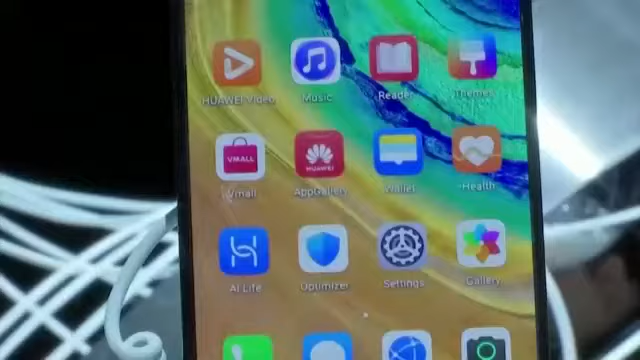 HUAWEI Video
Music
Reader
Themes
VMALL
HUAWEI
Vmall
AppGallery
Wallet
Health
AI Life
Optimizer
Settings
Gallery